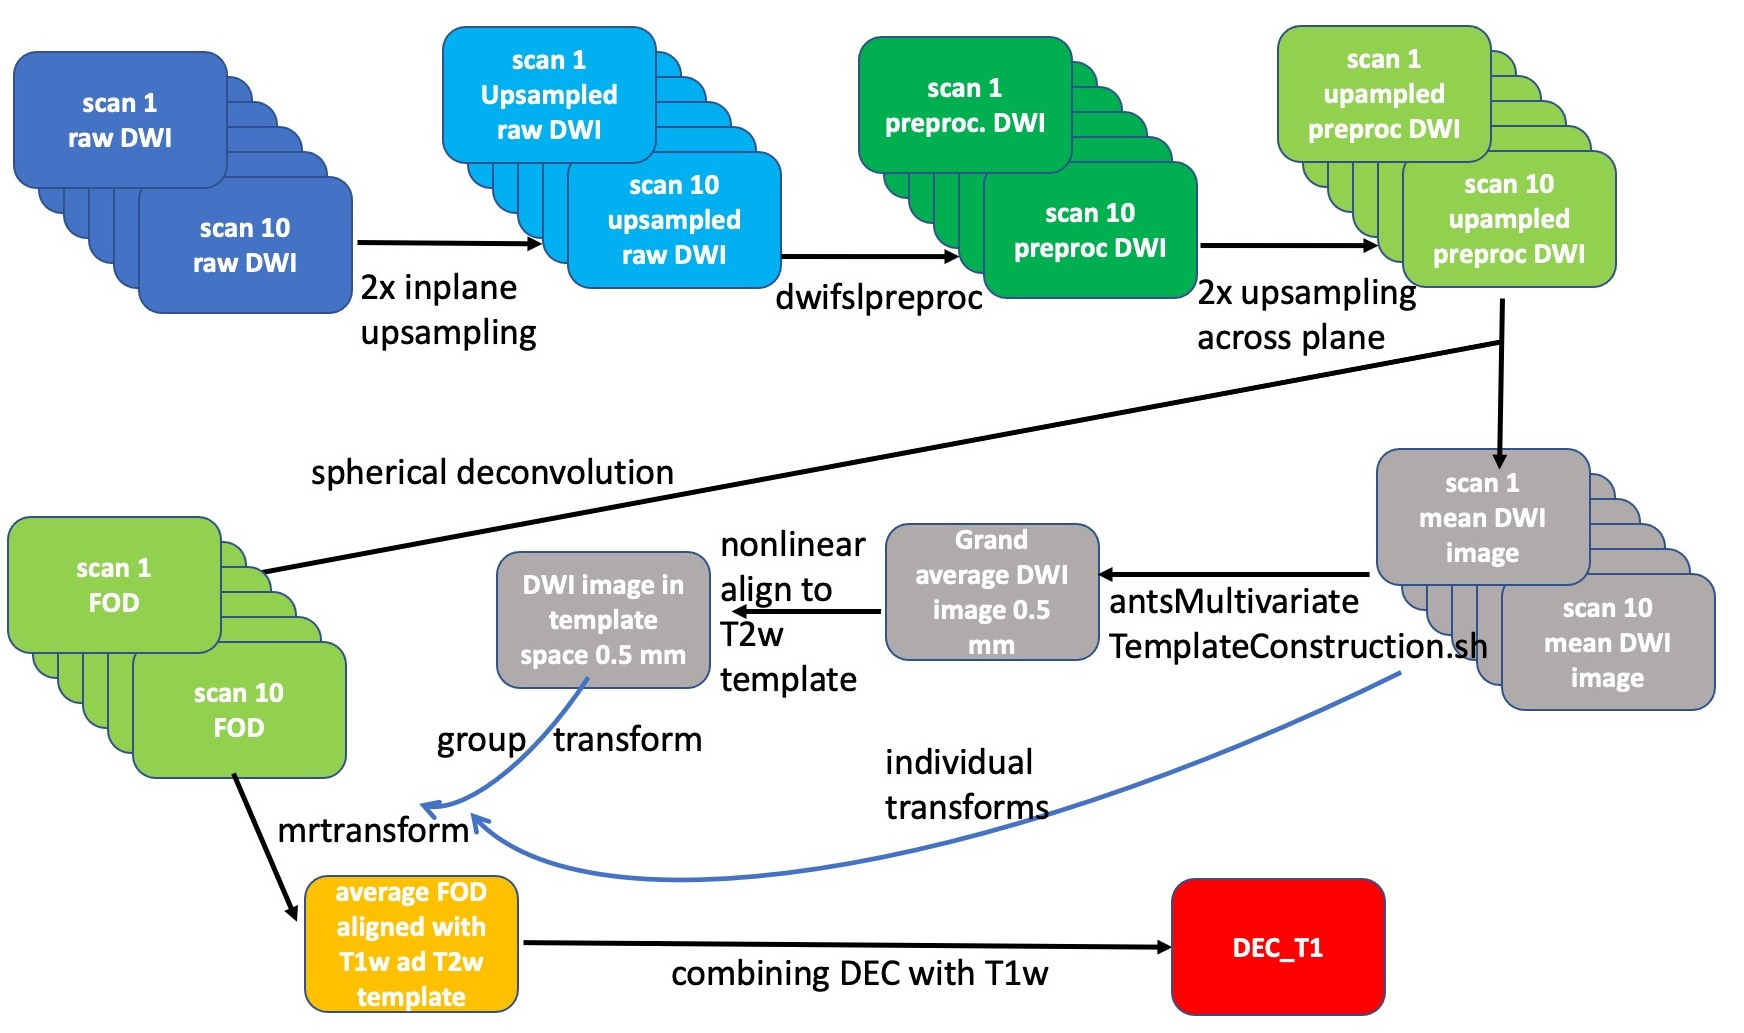 scan 1
raw DWI
scan 10
raw DWI
2x inplane
upsampling
scan 1
Upsampled
raw DWI
scan 10
upsampled
raw DWI
dwifslpreproc
scan 1
preproc. DWI
scan 10
preproc DWI
2x upsampling
across plane
scan 1
upampled
preproc DWI
scan 10
upampled
preproc DWI
spherical deconvolution
scan 1
FOD
scan 10
FOD
DWI image in
template
space 0.5 mm
nonlinear
align to
T2w
template
Grand
average DWI
image 0.5
mm
antsMultivariate
TemplateConstruction.sh
scan 1
mean DWI
image
scan 10
mean DWI
image
group transform
individual
transforms
mrtransform
average FOD
aligned with
T1w ad T2w
template
combining DEC with T1w
DEC_T1